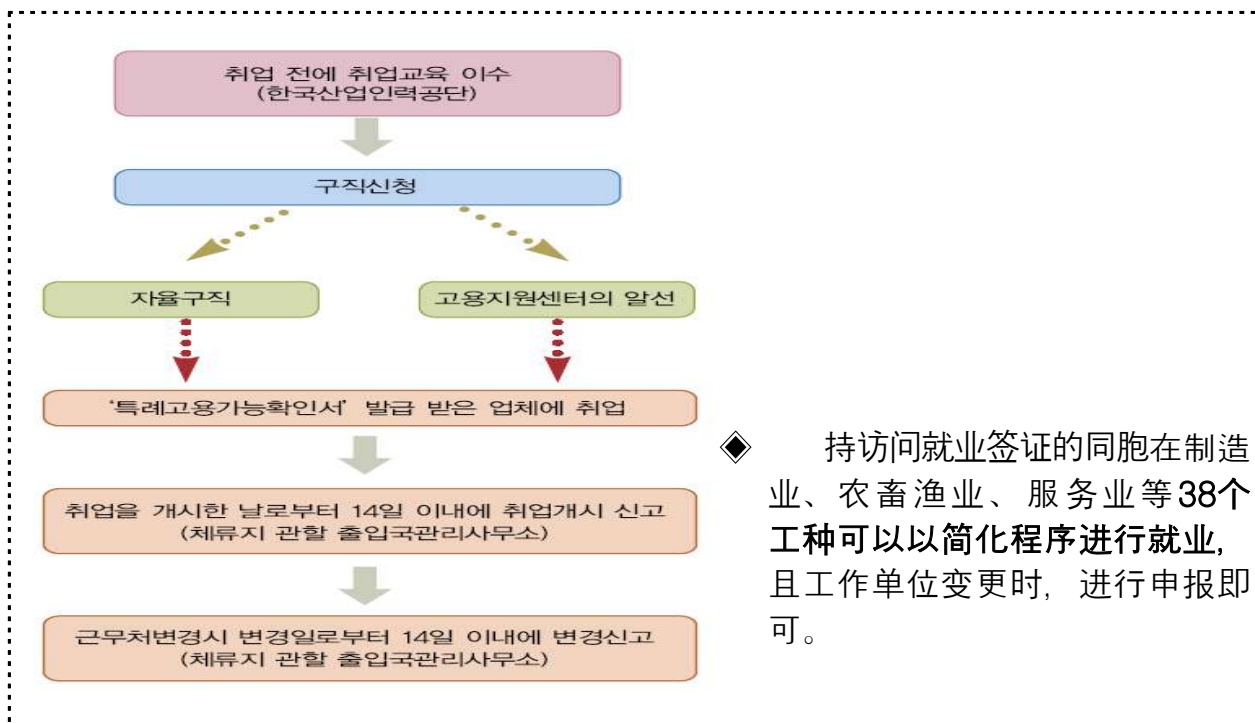 취업 전에 취업교육 이수
(한국산업인력공단)
구직신청
자율구직
고용지원센터의 알선
‘특례고용가능확인서’ 발급 받은 업체에 취업
취업을 개시한 날로부터 14일 이내에 취업개시 신고
(체류지 관할 출입국관리사무소)
근무처변경시 변경일로부터 14일 이내에 변경신고
(체류지 관할 출입국관리사무소)
◈ 持访问就业签证的同胞在制造
业、农畜渔业、服务业等38个
工种可以以简化程序进行就业,
且工作单位变更时, 进行申报即
可。